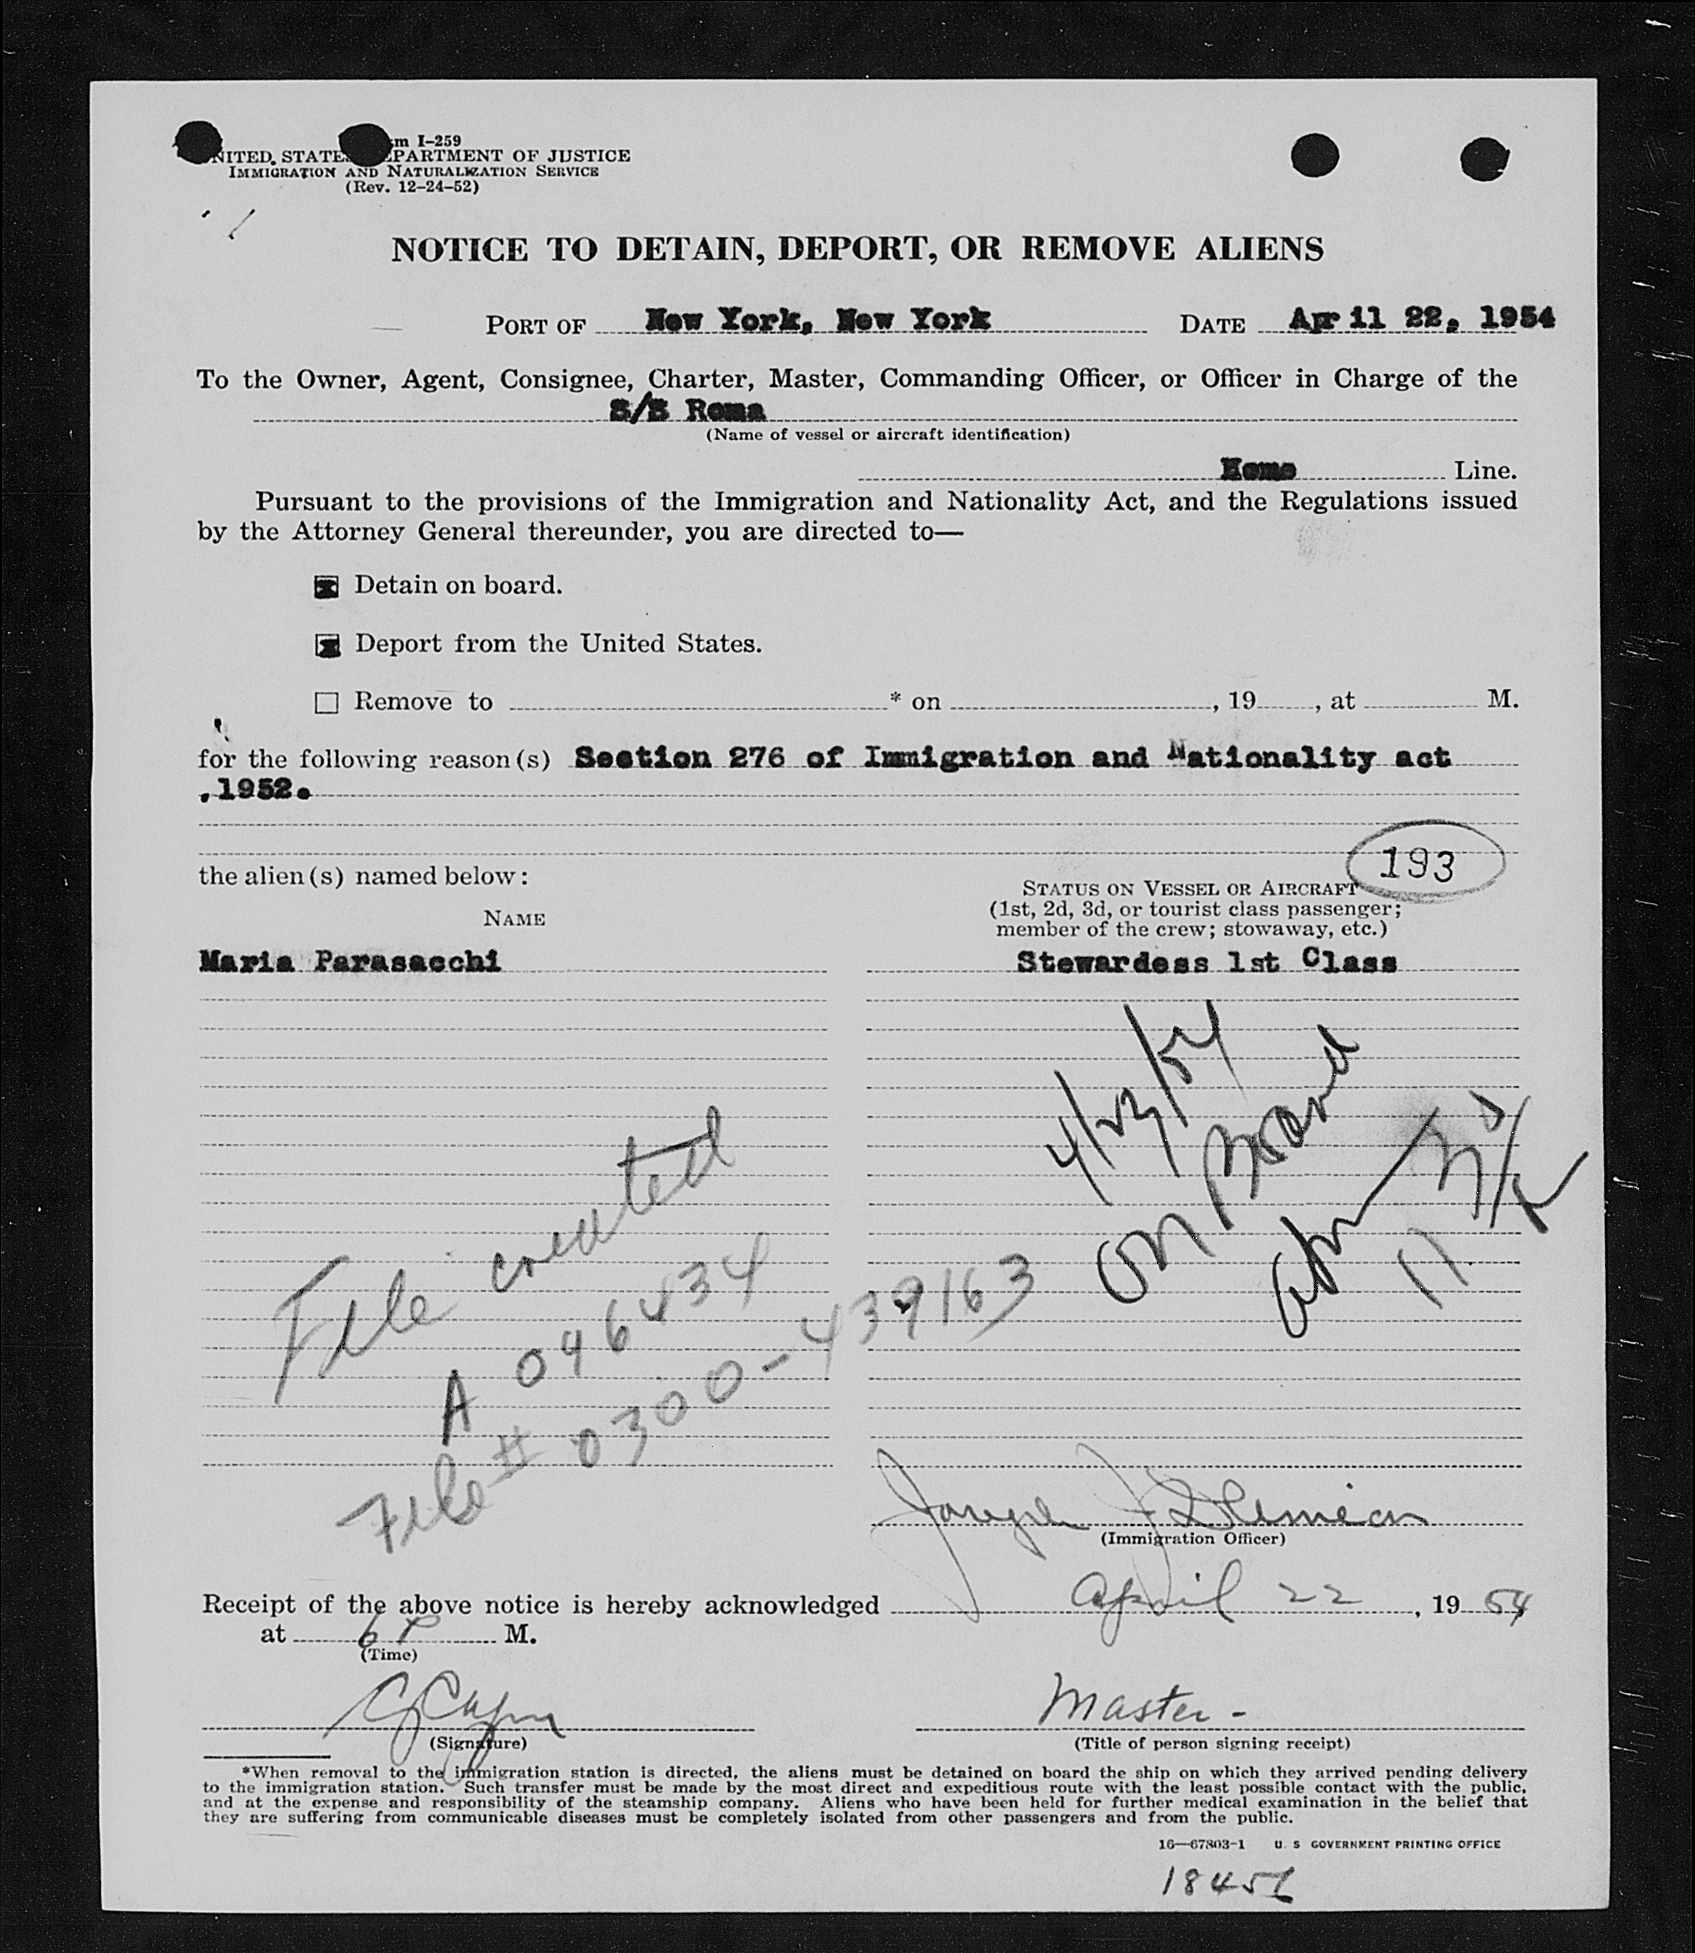 m I-259
NITED STATE PARTMENT OF JUSTICE
IMMIGRATION AND NATURALIZATION SERVICE
(Rev. 12-24-52)
NOTICE TO DETAIN, DEPORT, OR REMOVE ALIENS
PORT OF New York, New York DATE April 22, 1954
To the Owner, Agent, Consignee, Charter, Master, Commanding Officer, or Officer in Charge of the
S/S Roma
(Name of vessel or aircraft identification)
Home Line.
Pursuant to the provisions of the Immigration and Nationality Act, and the Regulations issued
by the Attorney General thereunder, you are directed to—
Detain on board.
Deport from the United States.
Remove to * on , 19 , at M.
for the following reason(s) Section 276 of Immigration and Nationality act
,1952.
193
the alien(s) named below:
STATUS ON VESSEL OR AIRCRAFT
(1st, 2d, 3d, or tourist class passenger;
member of the crew; stowaway, etc.)
NAME
Maria Parasacchi Stewardess 1st Class
4/23/54
on Board
File created
A 096434
File # 0300-439163
(Immigration Officer)
Receipt of the above notice is hereby acknowledged April 22, 1954
at 6 P M.
(Time)
Master -
(Signature) (Title of person signing receipt)
*When removal to the immigration station is directed, the aliens must be detained on board the ship on which they arrived pending delivery
to the immigration station. Such transfer must be made by the most direct and expeditious route with the least possible contact with the public,
and at the expense and responsibility of the steamship company. Aliens who have been held for further medical examination in the belief that
they are suffering from communicable diseases must be completely isolated from other passengers and from the public.
16—67803-1 U. S GOVERNMENT PRINTING OFFICE